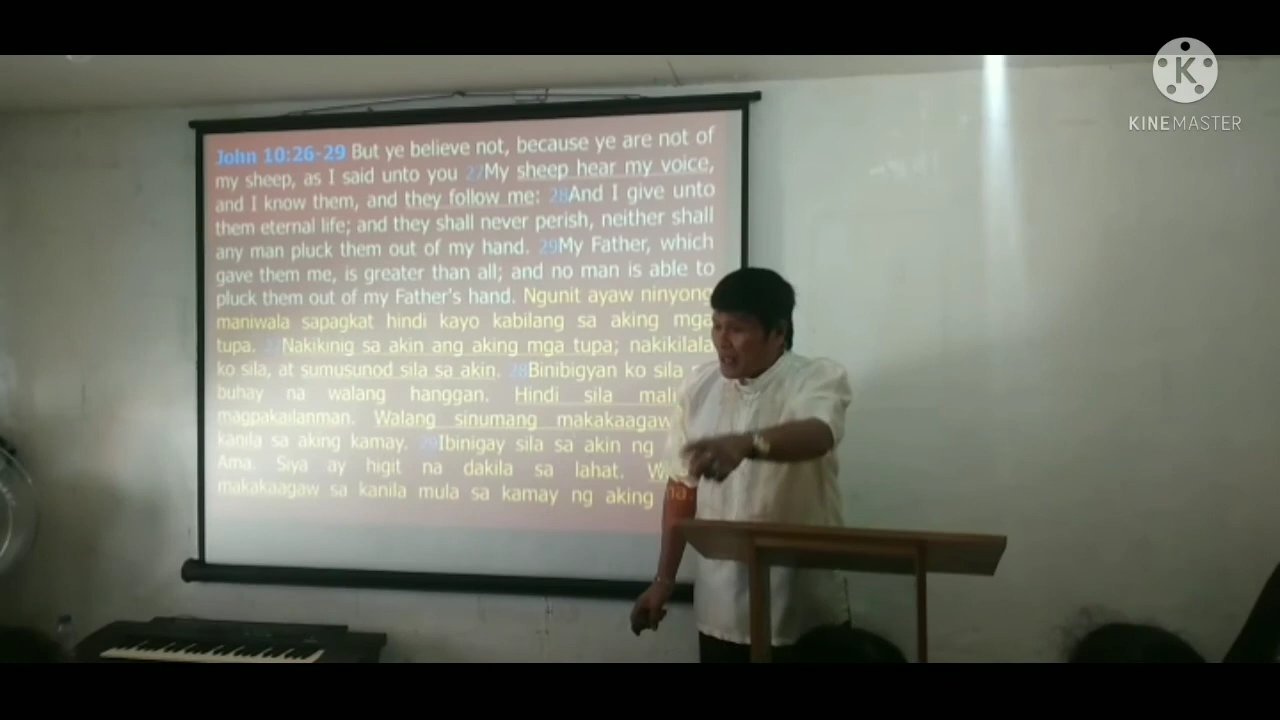 John 10:26-29 But ye believe not, because ye are not of
my sheep, as I said unto you 27My sheep hear my voice,
and I know them, and they follow me: 28And I give unto
them eternal life; and they shall never perish, neither shall
any man pluck them out of my hand. 29My Father, which
gave them me, is greater than all; and no man is able to
pluck them out of my Father's hand. Ngunit ayaw ninyong
maniwala sapagkat hindi kayo kabilang sa aking mga
tupa. 27Nakikinig sa akin ang aking mga tupa; nakikilala
ko sila, at sumusunod sila sa akin. 28Binibigyan ko sila
buhay na walang hanggan. Hindi sila
magpakailanman. Walang sinumang makakaagaw
kanila sa aking kamay. 29Ibinigay sila sa akin ng
Ama. Siya ay higit na dakila sa lahat.
makakaagaw sa kanila mula sa kamay ng aking
K
KINEMASTER